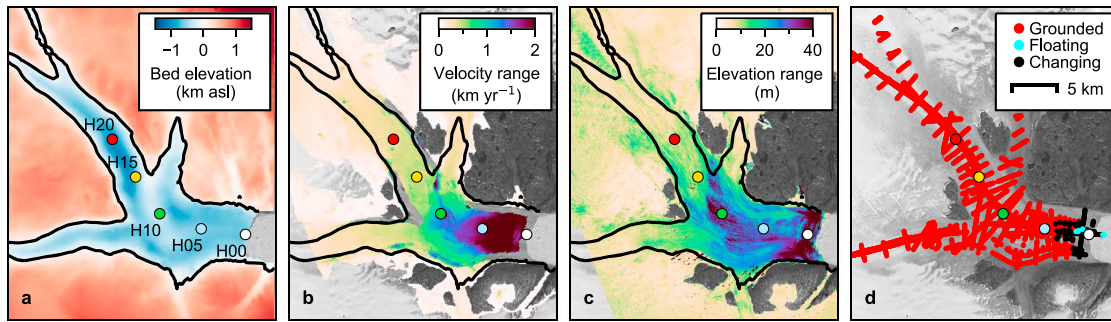 −1 0 1
Bed elevation
(km asl)
H20
H15
H10
H05
H00
a
0 1 2
Velocity range
(km yr−1)
b
0 20 40
Elevation range
(m)
c
Grounded
Floating
Changing
5 km
d